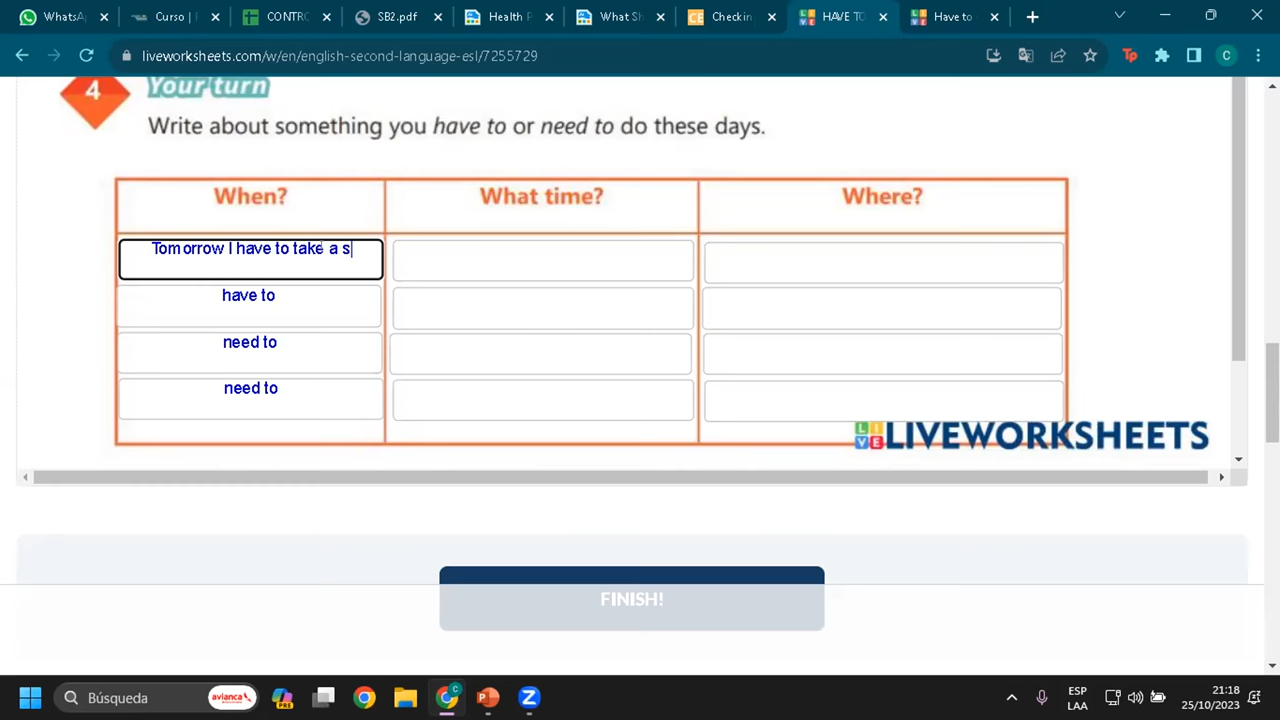 WhatsA
Curso | F
CONTRO
SB2.pdf
Health P
What Sh
Checkin
HAVE TO
Have to
liveworksheets.com/w/en/english-second-language-esl/7255729
4 Your turn
Write about something you have to or need to do these days.
When? What time? Where?
Tomorrow I have to take a s
have to
need to
need to
LIVE LIVEWORKSHEETS
FINISH!
Búsqueda
avianca
PRE
ESP
LAA
21:18
25/10/2023